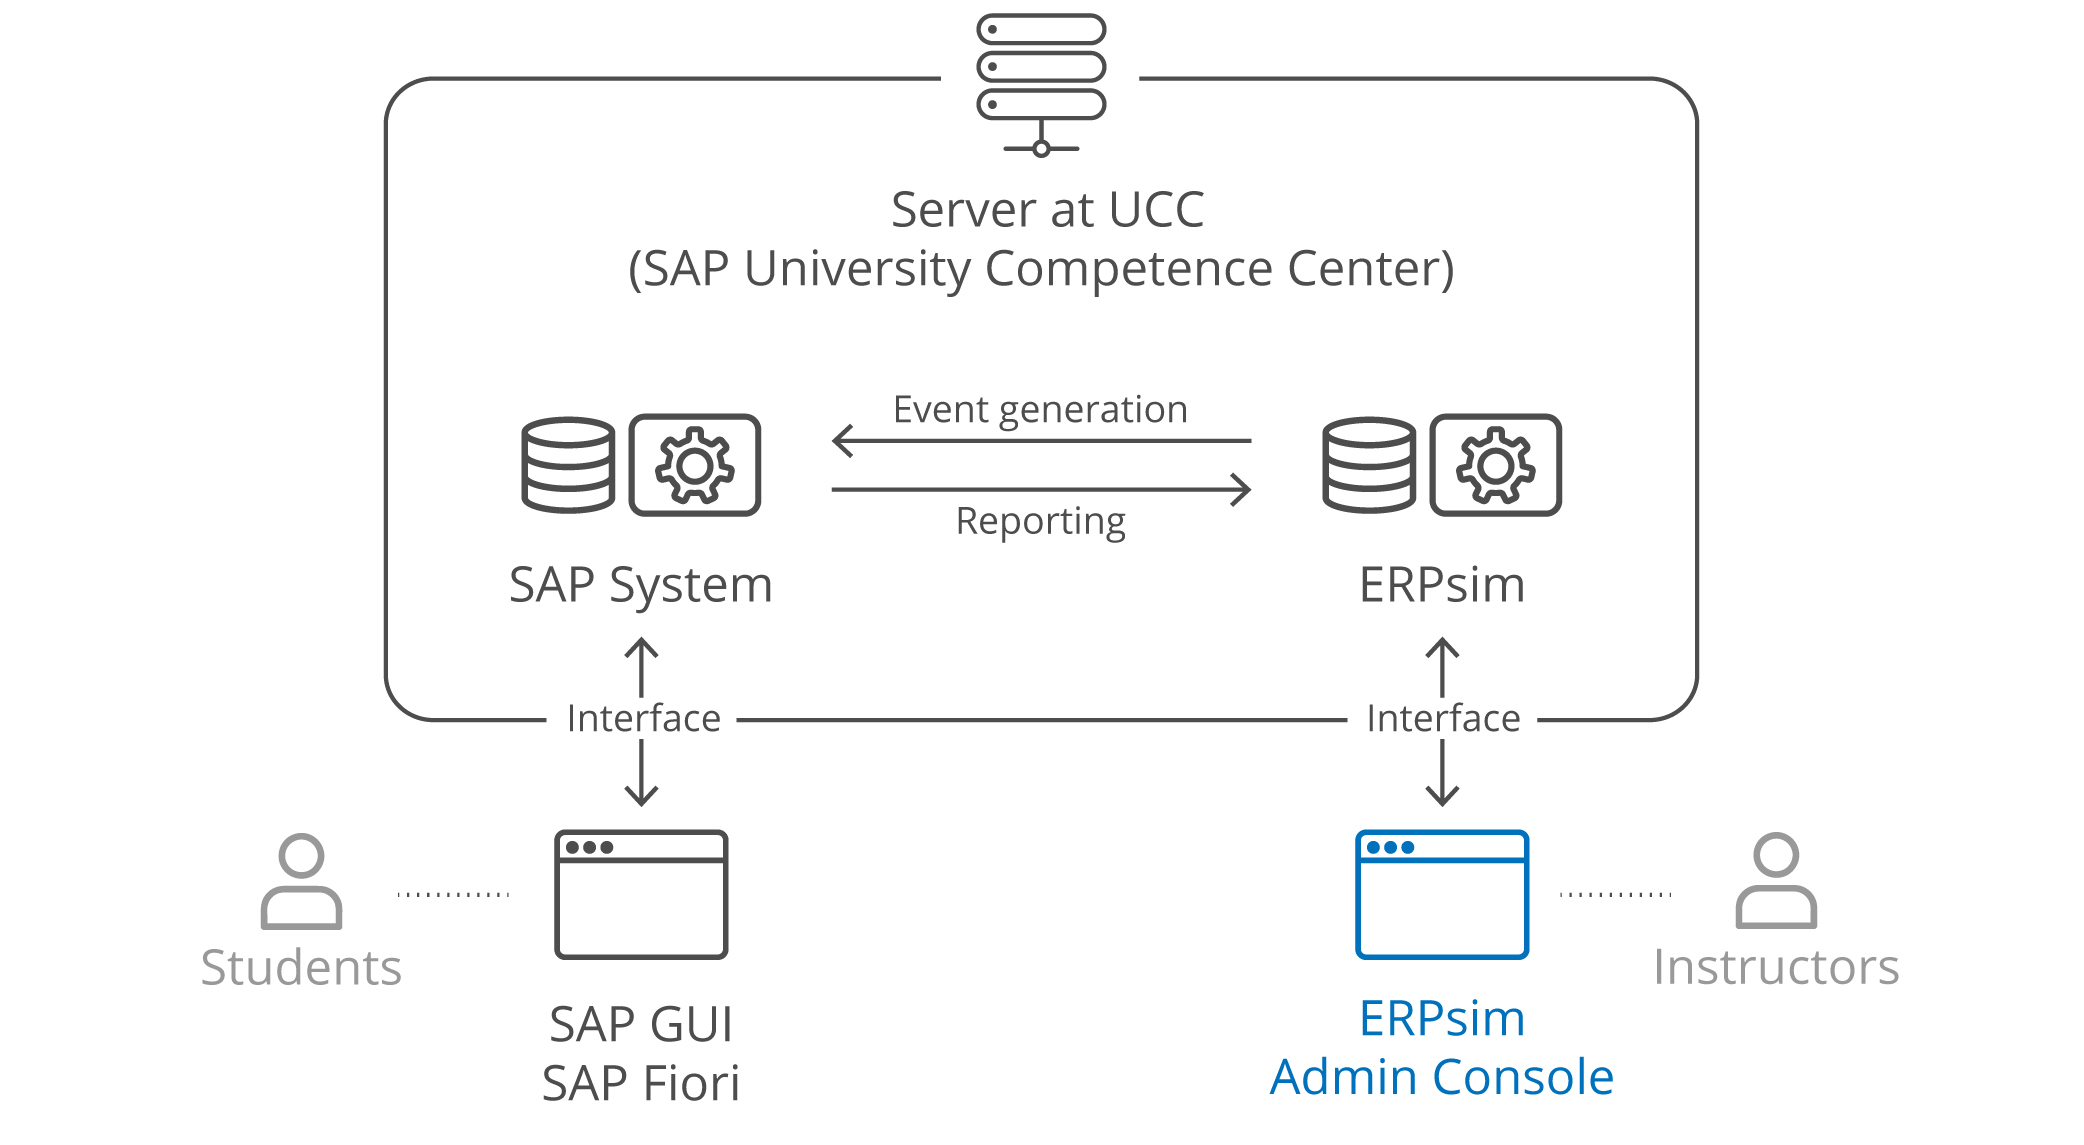 Server at UCC
(SAP University Competence Center)
Event generation
Reporting
SAP System
ERPsim
Interface
Interface
Students
Instructors
SAP GUI
SAP Fiori
ERPsim
Admin Console